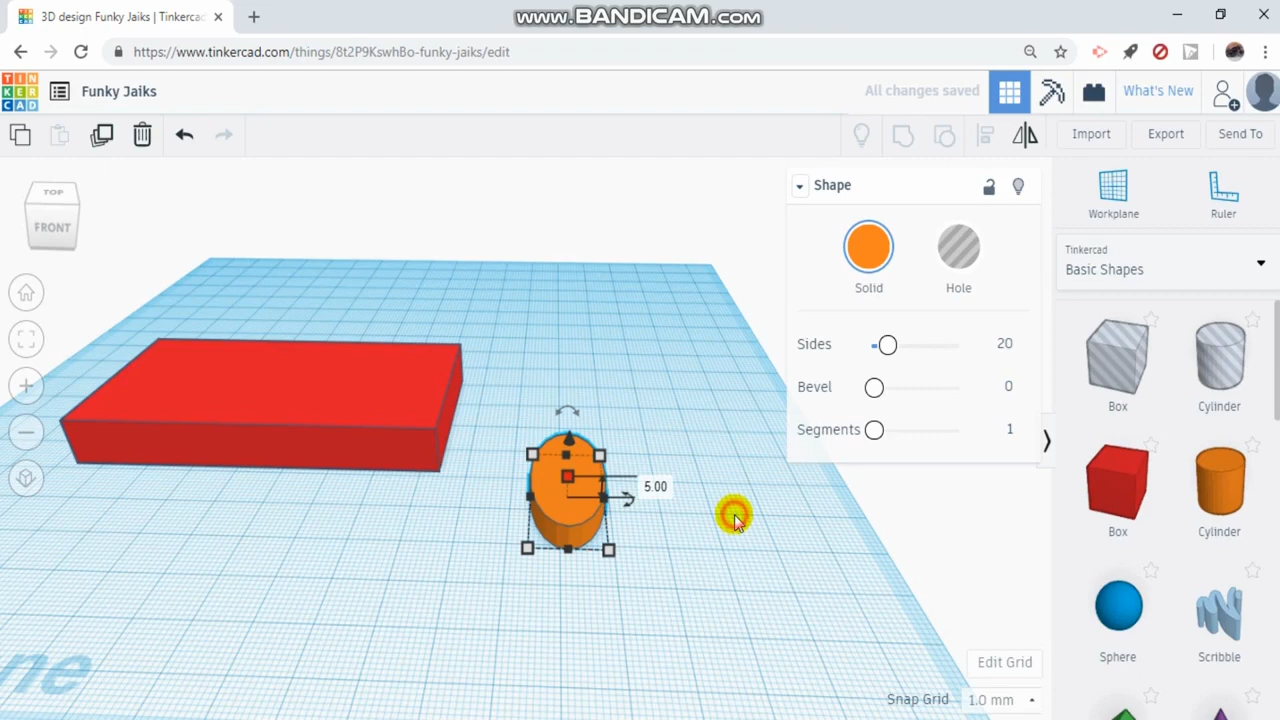 3D design Funky Jaiks | Tinkercad
www.BANDICAM.com
https://www.tinkercad.com/things/8t2P9KswhBo-funky-jaiks/edit
TIN
KER
CAD
Funky Jaiks
All changes saved
What's New
Import
Export
Send To
TOP
FRONT
Shape
Solid
Hole
Sides
20
Bevel
0
Segments
1
5.00
Workplane
Ruler
Tinkercad
Basic Shapes
Box
Cylinder
Box
Cylinder
Sphere
Scribble
ne
Edit Grid
Snap Grid
1.0 mm